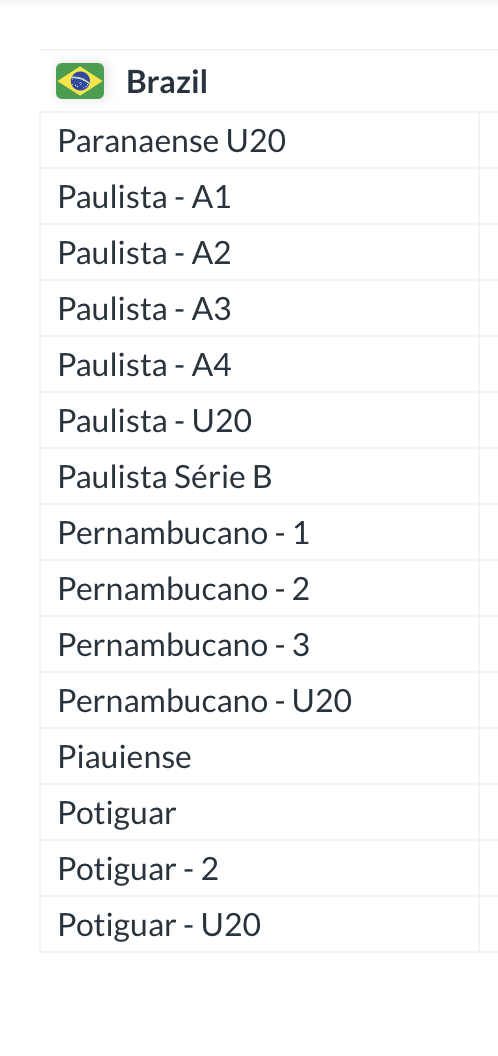 Brazil
Paranaense U20
Paulista - A1
Paulista - A2
Paulista - A3
Paulista - A4
Paulista - U20
Paulista Série B
Pernambucano - 1
Pernambucano - 2
Pernambucano - 3
Pernambucano - U20
Piauiense
Potiguar
Potiguar - 2
Potiguar - U20